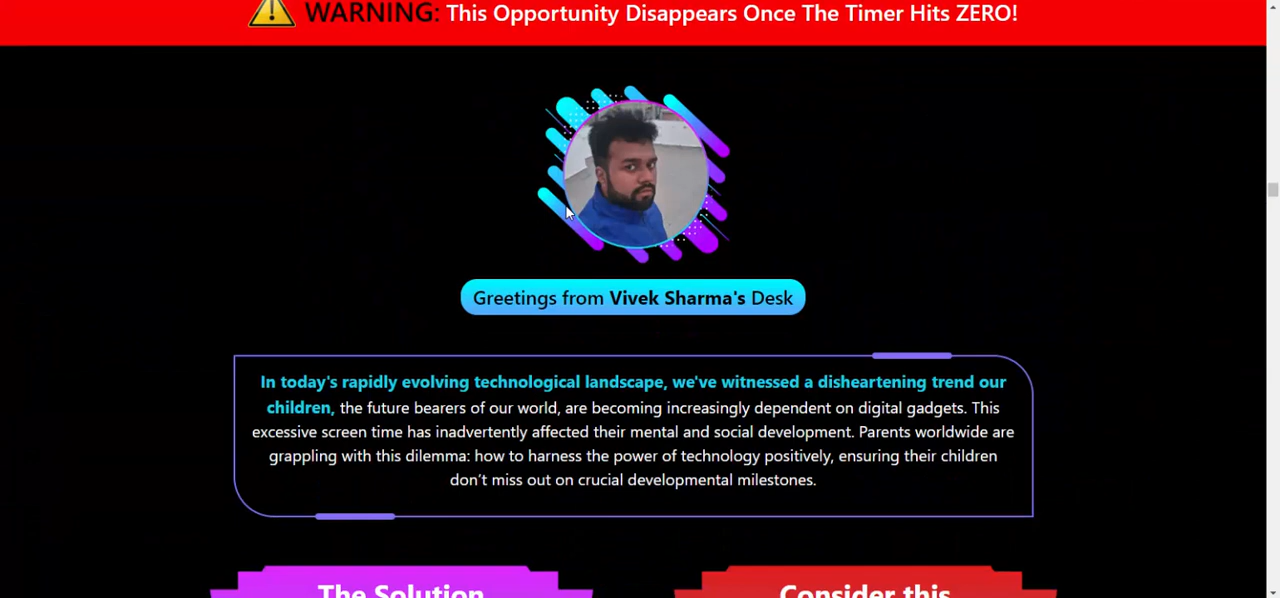 WARNING: This Opportunity Disappears Once The Timer Hits ZERO!
Greetings from Vivek Sharma's Desk
In today's rapidly evolving technological landscape, we've witnessed a disheartening trend our
children, the future bearers of our world, are becoming increasingly dependent on digital gadgets. This
excessive screen time has inadvertently affected their mental and social development. Parents worldwide are
grappling with this dilemma: how to harness the power of technology positively, ensuring their children
don’t miss out on crucial developmental milestones.
The Solution
Consider this